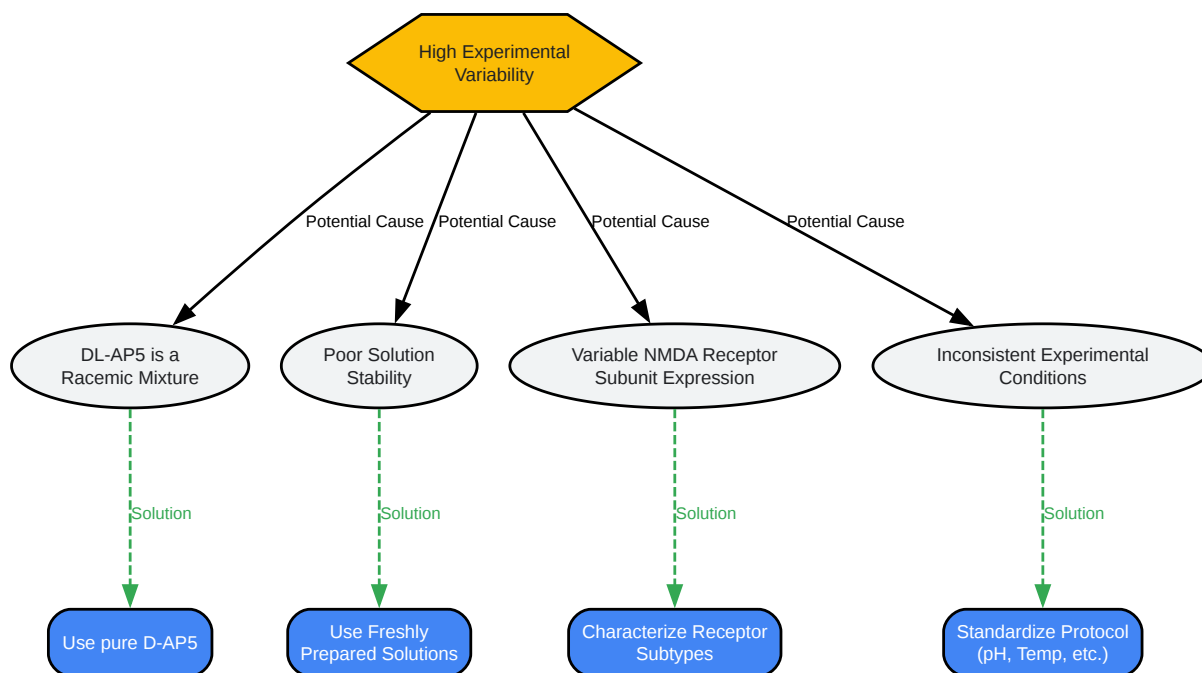 High Experimental
Variability
Potential Cause
Potential Cause
Potential Cause
Potential Cause
DL-AP5 is a
Racemic Mixture
Poor Solution
Stability
Variable NMDA Receptor
Subunit Expression
Inconsistent Experimental
Conditions
Solution
Solution
Solution
Solution
Use pure D-AP5
Use Freshly
Prepared Solutions
Characterize Receptor
Subtypes
Standardize Protocol
(pH, Temp, etc.)